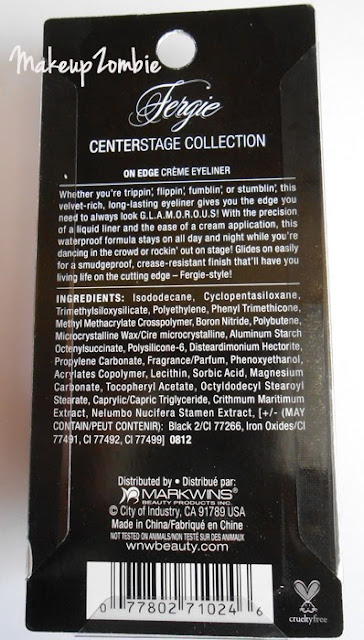 MakeupZombie
Fergie
CENTERSTAGE COLLECTION
ON EDGE CRÈME EYELINER
Whether you're trippin', flippin', fumblin', or stumblin', this
velvet-rich, long-lasting eyeliner gives you the edge you
need to always look G.L.A.M.O.R.O.U.S! With the precision
of a liquid liner and the ease of a cream application, this
waterproof formula stays on all day and night while you're
dancing in the crowd or rockin' out on stage! Glides on easily
for a smudgeproof, crease-resistant finish that'll have you
living life on the cutting edge – Fergie-style!
INGREDIENTS: Isododecane, Cyclopentasiloxane,
Trimethylsiloxysilicate, Polyethylene, Phenyl Trimethicone,
Methyl Methacrylate Crosspolymer, Boron Nitride, Polybutene,
Microcrystalline Wax/Cire microcrystalline, Aluminum Starch
Octenylsuccinate, Polysilicone-6, Disteardimonium Hectorite,
Propylene Carbonate, Fragrance/Parfum, Phenoxyethanol,
Acrylates Copolymer, Lecithin, Sorbic Acid, Magnesium
Carbonate, Tocopheryl Acetate, Octyldodecyl Stearoyl
Stearate, Caprylic/Capric Triglyceride, Crithmum Maritimum
Extract, Nelumbo Nucifera Stamen Extract, [+/- (MAY
CONTAIN/PEUT CONTENIR): Black 2/CI 77266, Iron Oxides/CI
77491, CI 77492, CI 77499] 0812
Distributed by • Distribué par:
MARKWINS
BEAUTY PRODUCTS INC.
© City of Industry, CA 91789 USA
Made in China/Fabriqué en Chine
NOT TESTED ON ANIMALS/NON TESTÉ SUR DES ANIMAUX
wnwbeauty.com
0 77802 71024 6
crueltyfree